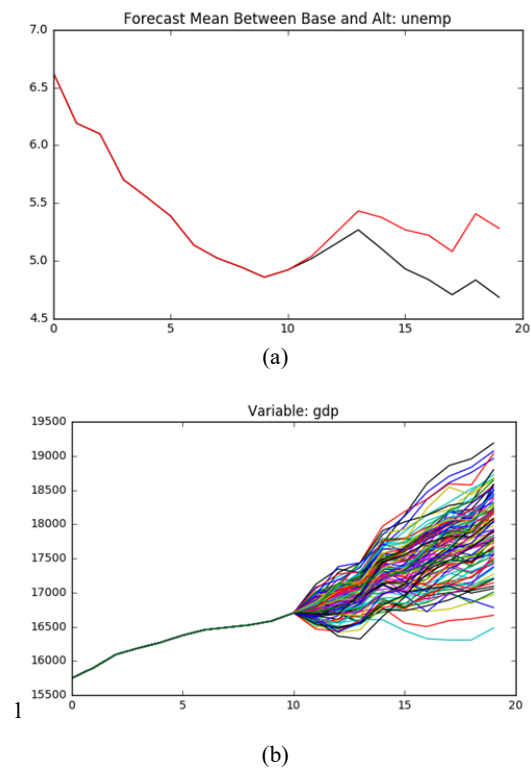 Forecast Mean Between Base and Alt: unemp
7.0
6.5
6.0
5.5
5.0
4.5
0 5 10 15 20
(a)
Variable: gdp
19500
19000
18500
18000
17500
17000
16500
16000
15500
0 5 10 15 20
1
(b)